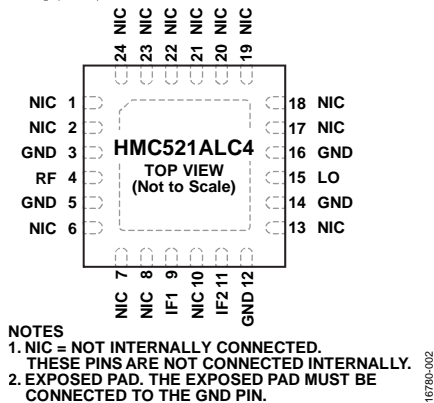 24 NIC
23 NIC
22 NIC
21 NIC
20 NIC
19 NIC
NIC 1
NIC 2
GND 3
RF 4
GND 5
NIC 6
HMC521ALC4
TOP VIEW
(Not to Scale)
18 NIC
17 NIC
16 GND
15 LO
14 GND
13 NIC
NIC 7
NIC 8
IF1 9
NIC 10
IF2 11
GND 12
NOTES
1. NIC = NOT INTERNALLY CONNECTED.
THESE PINS ARE NOT CONNECTED INTERNALLY.
2. EXPOSED PAD. THE EXPOSED PAD MUST BE
CONNECTED TO THE GND PIN.
16780-002